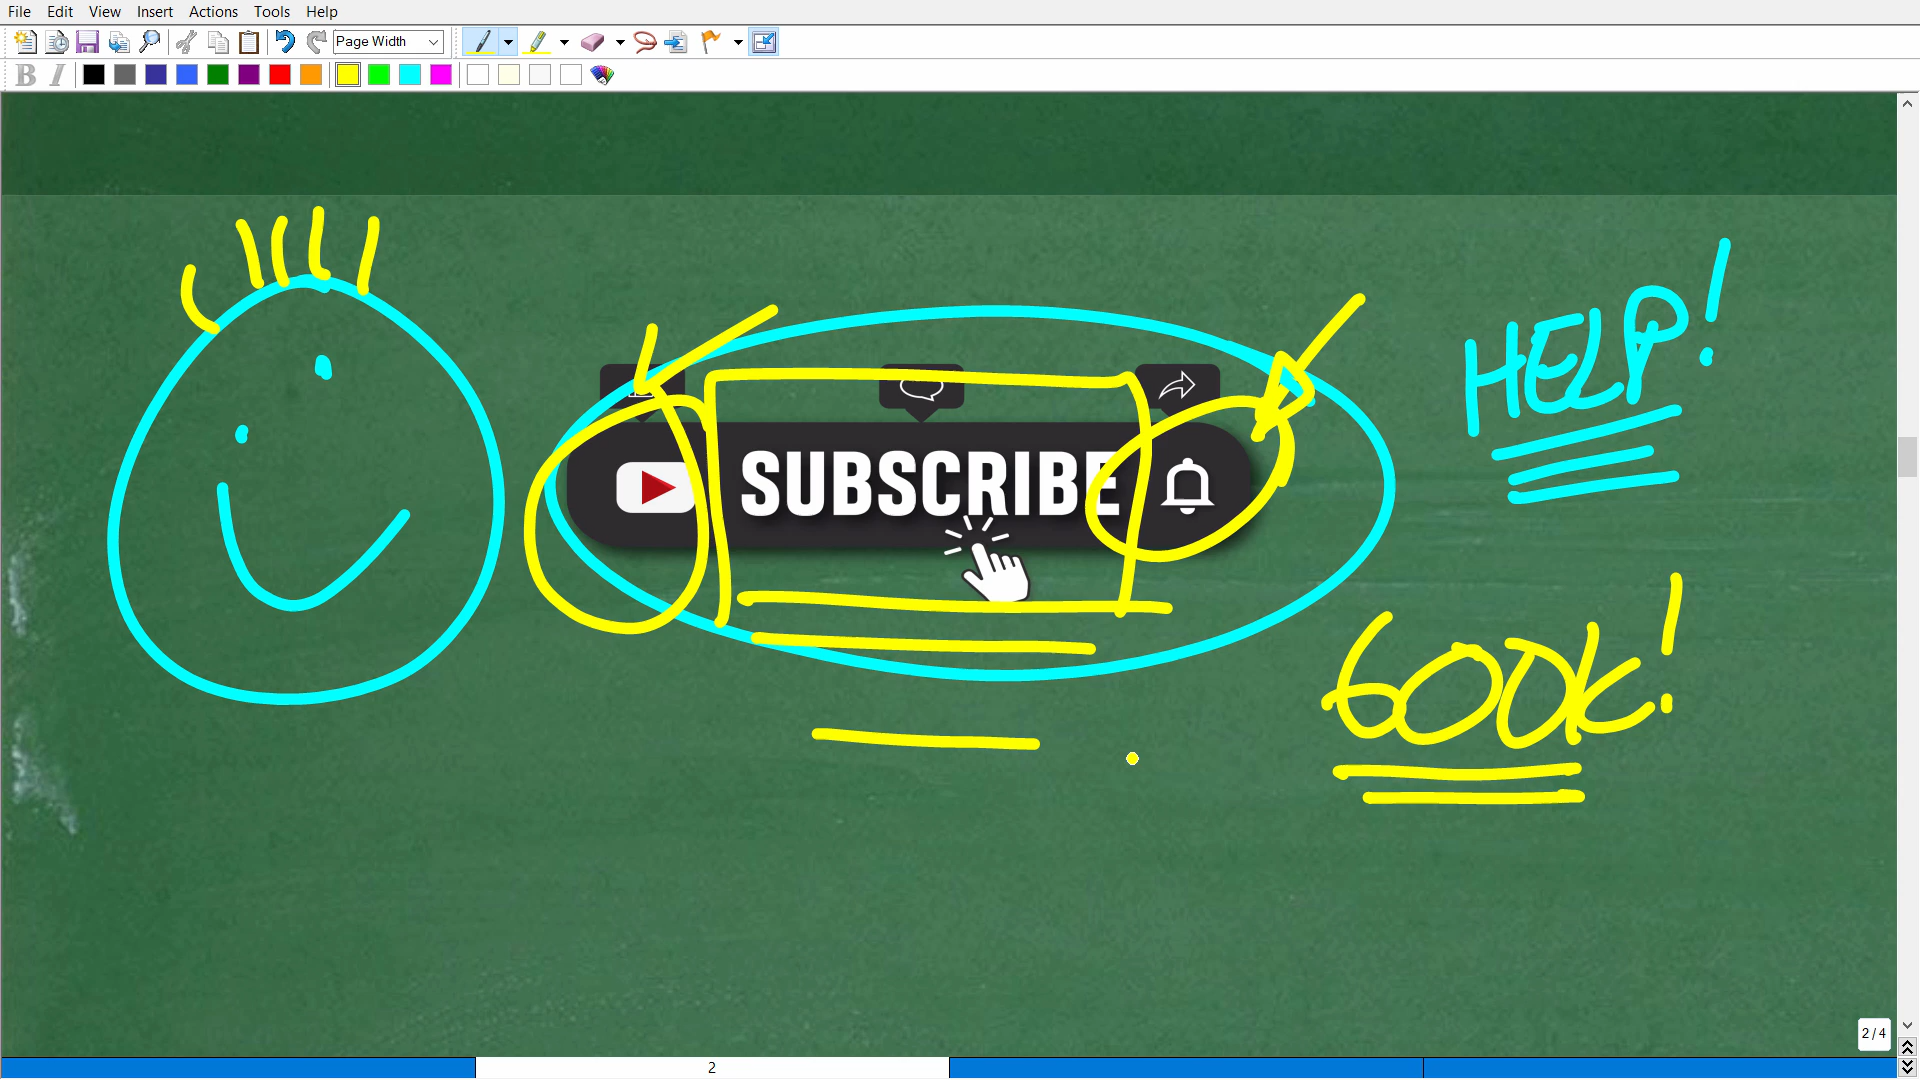 File Edit View Insert Actions Tools Help
Page Width
B I
HELP!
SUBSCRIBE
600K!
2 / 4
2